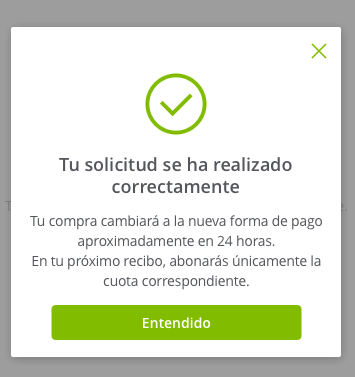 Tu solicitud se ha realizado
correctamente
Tu compra cambiará a la nueva forma de pago
aproximadamente en 24 horas.
En tu próximo recibo, abonarás únicamente la
cuota correspondiente.
Entendido